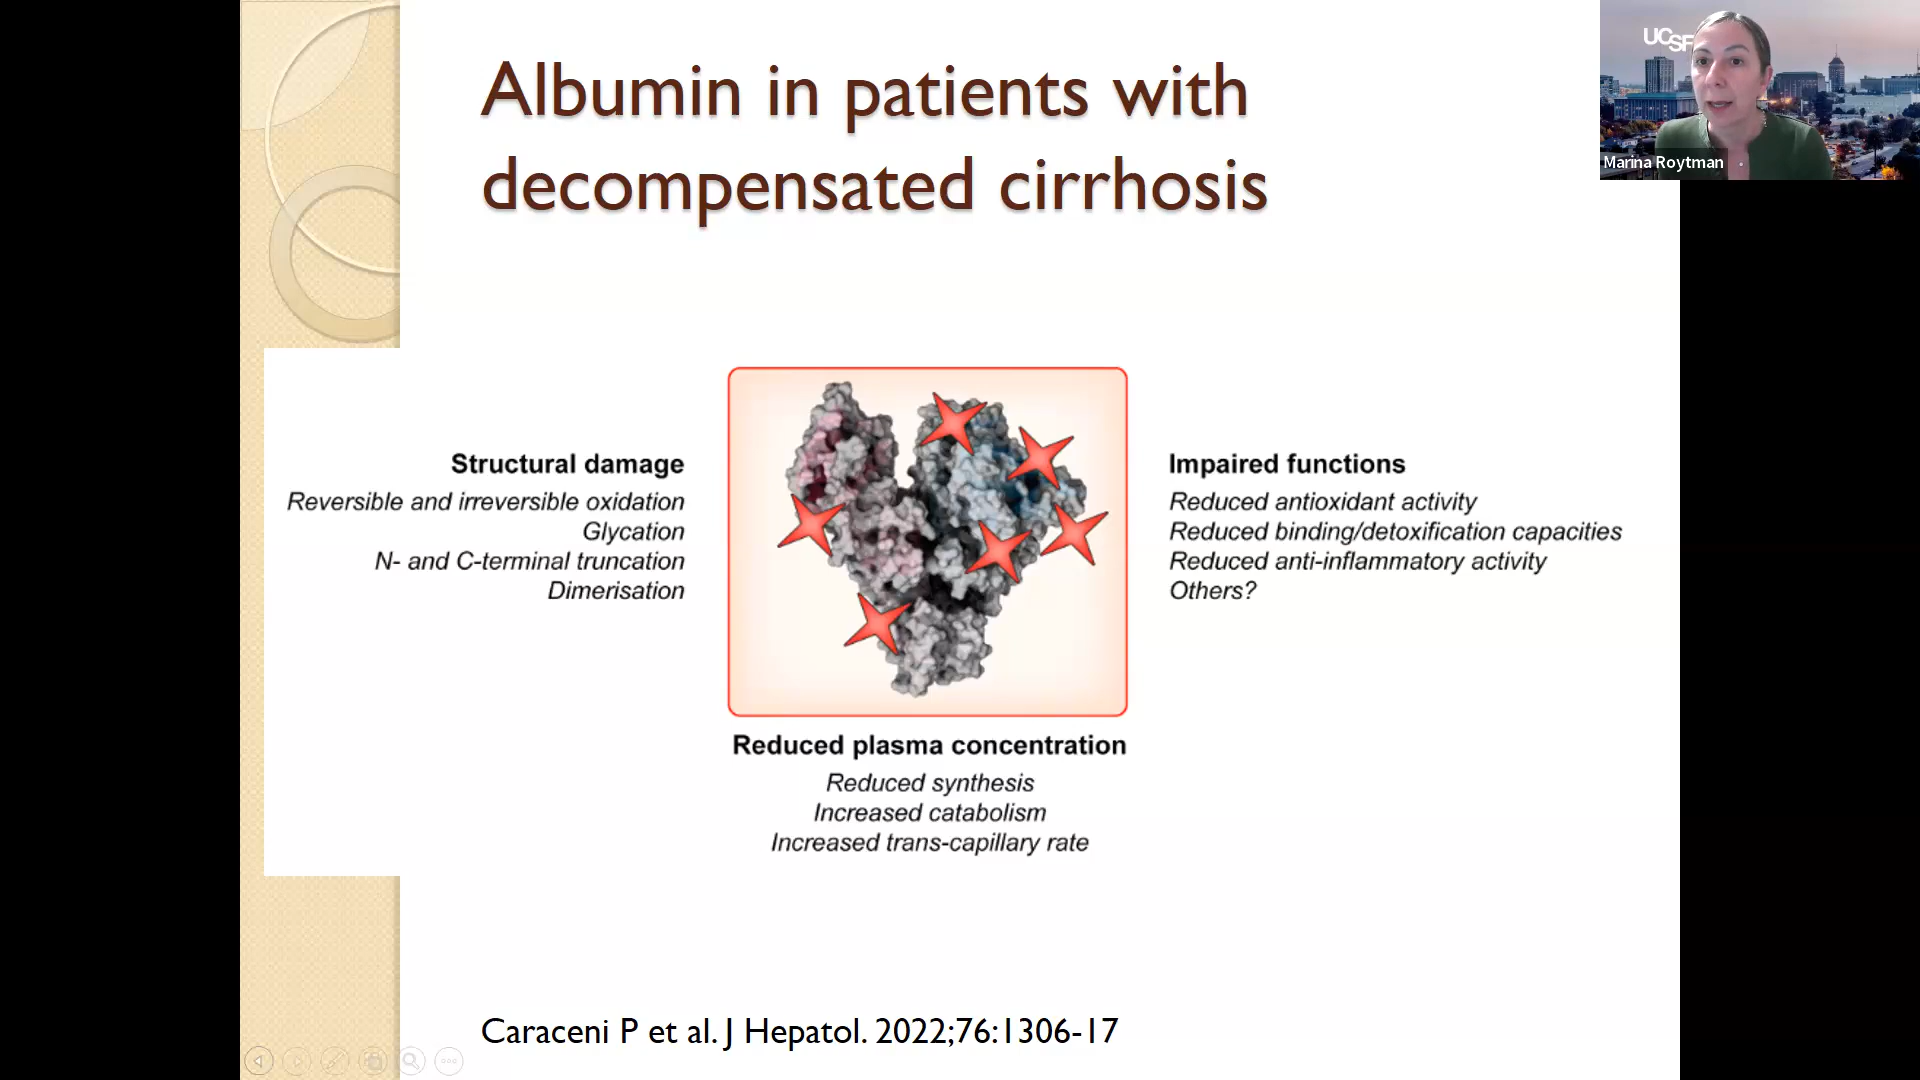 Albumin in patients with
decompensated cirrhosis
UCSF
Marina Roytman
Structural damage
Reversible and irreversible oxidation
Glycation
N- and C-terminal truncation
Dimerisation
Impaired functions
Reduced antioxidant activity
Reduced binding/detoxification capacities
Reduced anti-inflammatory activity
Others?
Reduced plasma concentration
Reduced synthesis
Increased catabolism
Increased trans-capillary rate
Caraceni P et al. J Hepatol. 2022;76:1306-17